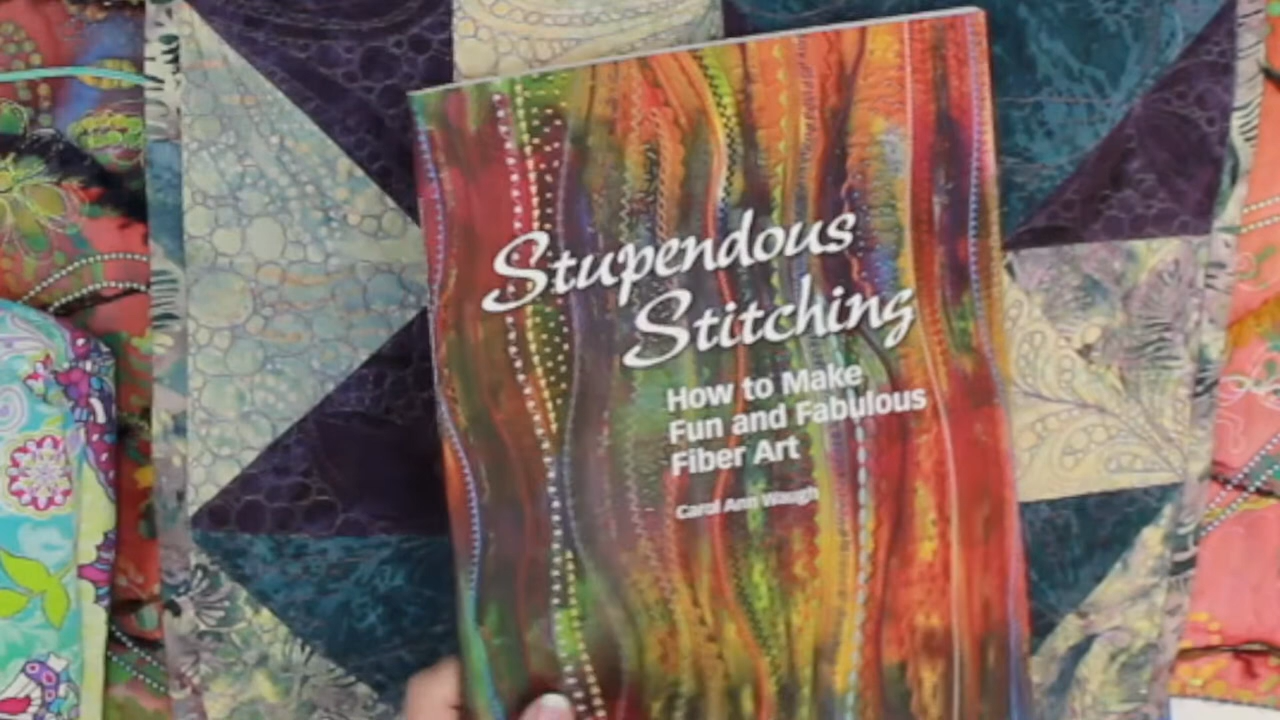 Stupendous
Stitching
How to Make
Fun and Fabulous
Fiber Art
Carol Ann Waugh